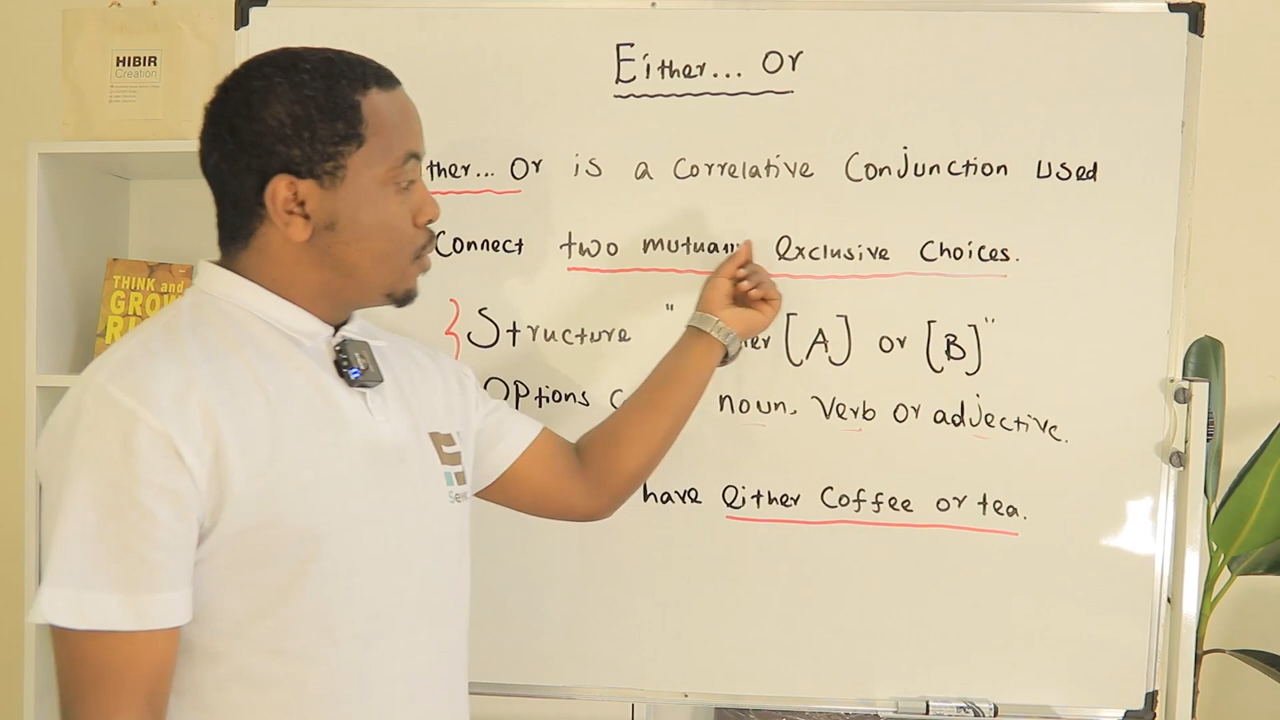 HIBIR
Creation
Either... Or
ther... Or is a Correlative Conjunction Used
Connect two mutua exclusive Choices.
Structure " er [A] or [B]"
Options noun, Verb or adjective.
have either Coffee or tea.
THINK and
GROW